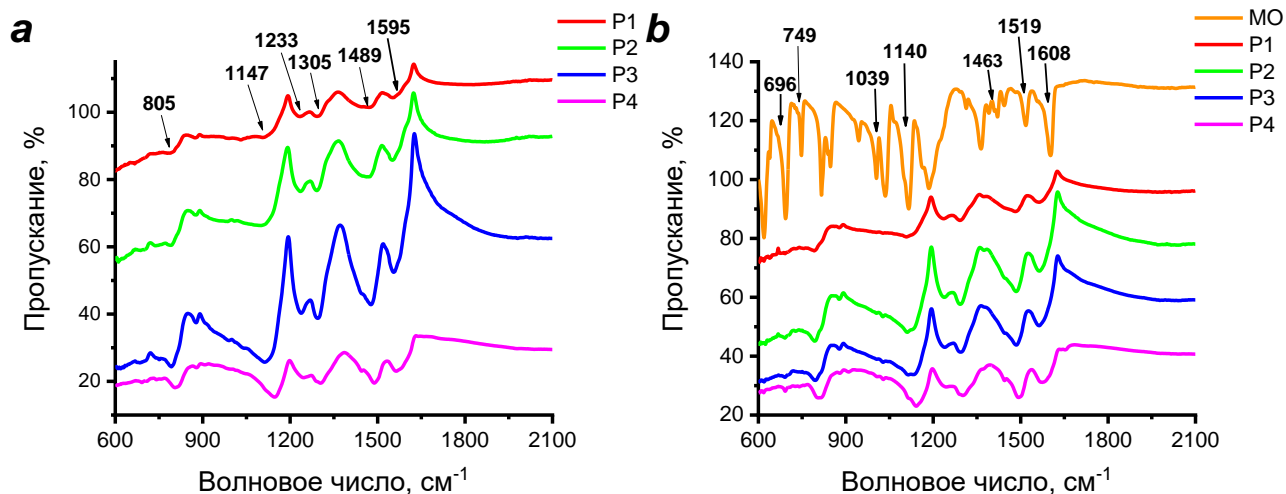 a
P1
P2
P3
P4
805
1147
1233
1305
1489
1595
Пропускание, %
100
80
60
40
20
600 900 1200 1500 1800 2100
Волновое число, см-1
b
MO
P1
P2
P3
P4
696
749
1039
1140
1463
1519
1608
Пропускание, %
140
120
100
80
60
40
20
600 900 1200 1500 1800 2100
Волновое число, см-1